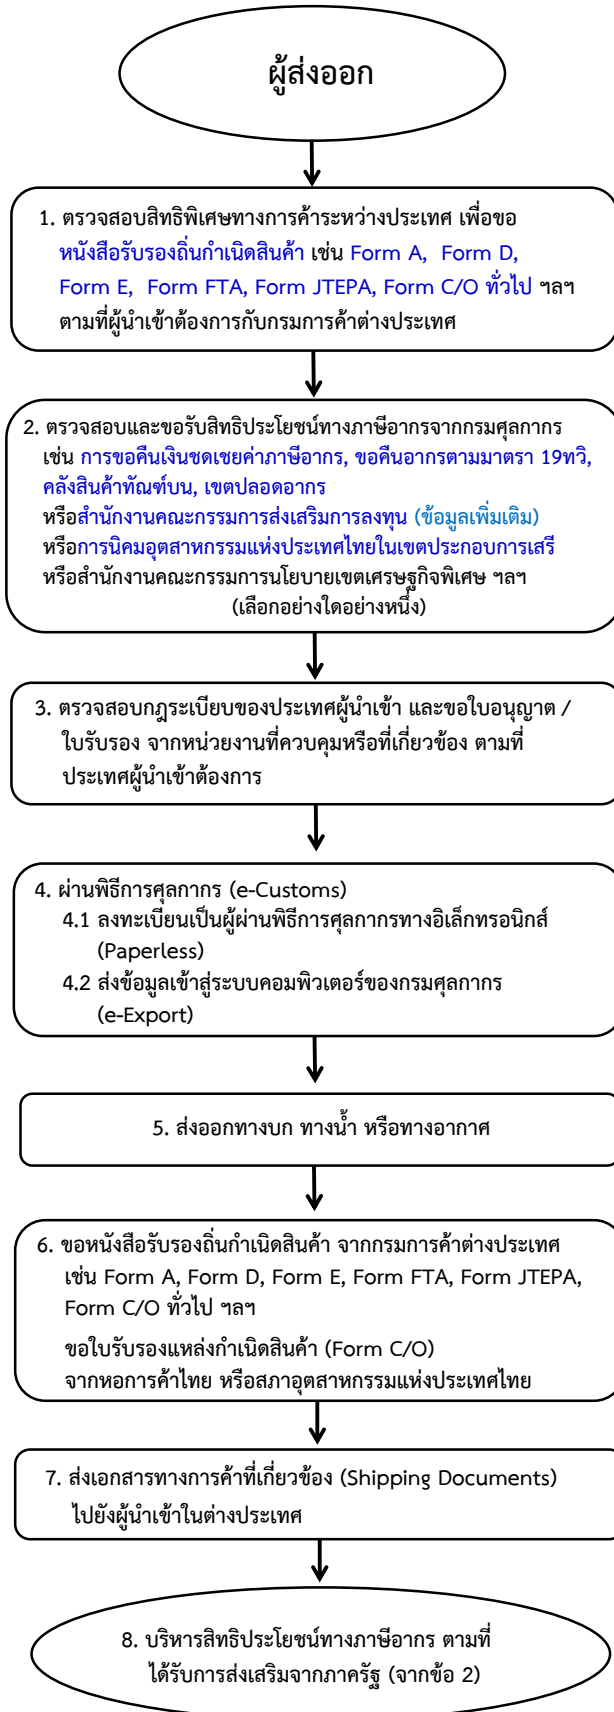 ผู้ส่งออก
1. ตรวจสอบสิทธิพิเศษทางการค้าระหว่างประเทศ เพื่อขอ
หนังสือรับรองถิ่นกำเนิดสินค้า เช่น Form A, Form D,
Form E, Form FTA, Form JTEPA, Form C/O ทั่วไป ฯลฯ
ตามที่ผู้นำเข้าต้องการกับกรมการค้าต่างประเทศ
2. ตรวจสอบและขอรับสิทธิประโยชน์ทางภาษีอากรจากกรมศุลกากร
เช่น การขอคืนเงินชดเชยค่าภาษีอากร, ขอคืนอากรตามมาตรา 19ทวิ,
คลังสินค้าทัณฑ์บน, เขตปลอดอากร
หรือสำนักงานคณะกรรมการส่งเสริมการลงทุน (ข้อมูลเพิ่มเติม)
หรือการนิคมอุตสาหกรรมแห่งประเทศไทยในเขตประกอบการเสรี
หรือสำนักงานคณะกรรมการนโยบายเขตเศรษฐกิจพิเศษ ฯลฯ
(เลือกอย่างใดอย่างหนึ่ง)
3. ตรวจสอบกฎระเบียบของประเทศผู้นำเข้า และขอใบอนุญาต /
ใบรับรอง จากหน่วยงานที่ควบคุมหรือที่เกี่ยวข้อง ตามที่
ประเทศผู้นำเข้าต้องการ
4. ผ่านพิธีการศุลกากร (e-Customs)
4.1 ลงทะเบียนเป็นผู้ผ่านพิธีการศุลกากรทางอิเล็กทรอนิกส์
(Paperless)
4.2 ส่งข้อมูลเข้าสู่ระบบคอมพิวเตอร์ของกรมศุลกากร
(e-Export)
5. ส่งออกทางบก ทางน้ำ หรือทางอากาศ
6. ขอหนังสือรับรองถิ่นกำเนิดสินค้า จากกรมการค้าต่างประเทศ
เช่น Form A, Form D, Form E, Form FTA, Form JTEPA,
Form C/O ทั่วไป ฯลฯ
ขอใบรับรองแหล่งกำเนิดสินค้า (Form C/O)
จากหอการค้าไทย หรือสภาอุตสาหกรรมแห่งประเทศไทย
7. ส่งเอกสารทางการค้าที่เกี่ยวข้อง (Shipping Documents)
ไปยังผู้นำเข้าในต่างประเทศ
8. บริหารสิทธิประโยชน์ทางภาษีอากร ตามที่
ได้รับการส่งเสริมจากภาครัฐ (จากข้อ 2)